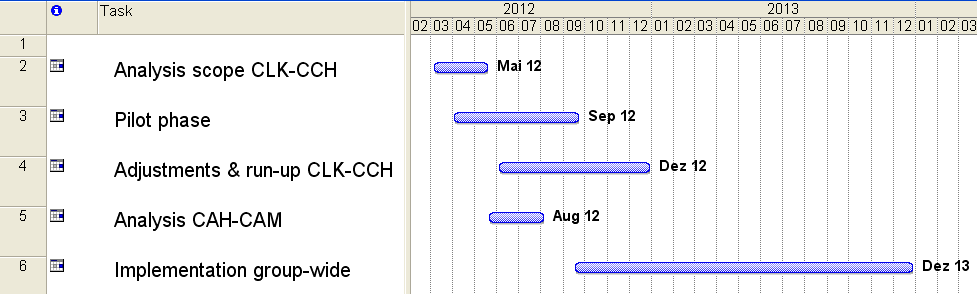 Task
2012 2013
02 03 04 05 06 07 08 09 10 11 12 01 02 03 04 05 06 07 08 09 10 11 12 01 02 03
1
2 Analysis scope CLK-CCH Mai 12
3 Pilot phase Sep 12
4 Adjustments & run-up CLK-CCH Dez 12
5 Analysis CAH-CAM Aug 12
6 Implementation group-wide Dez 13